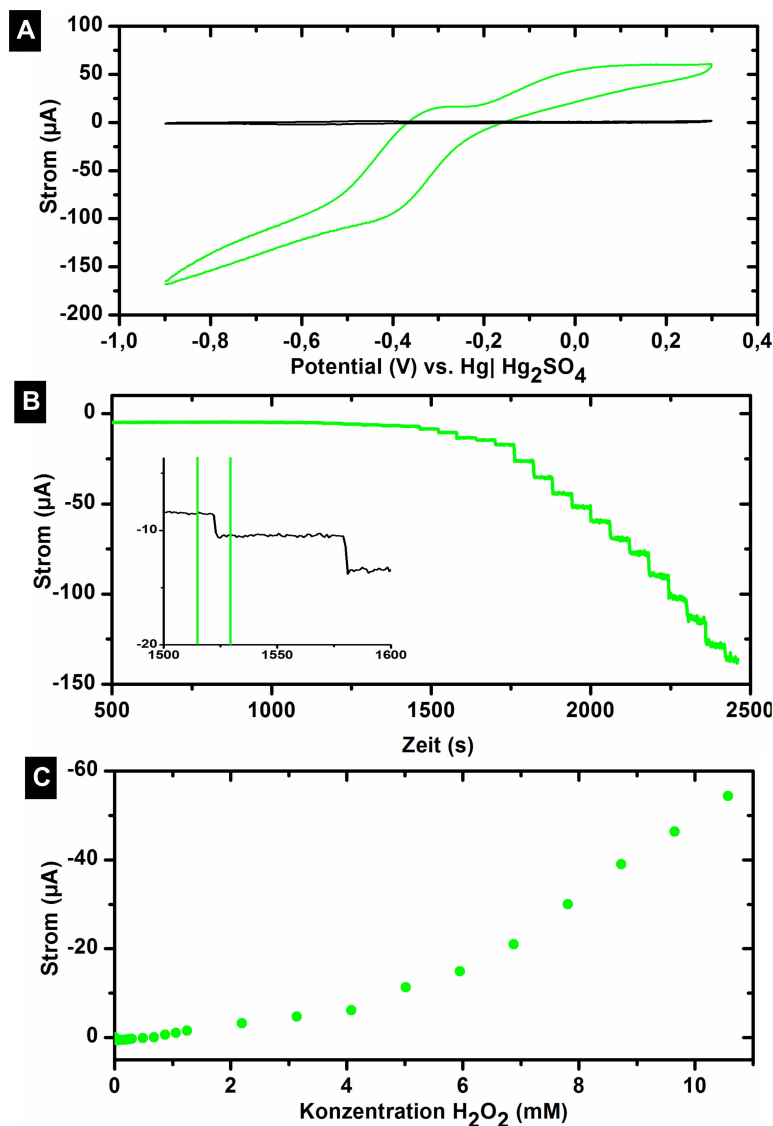 A
100
50
0
-50
-100
-150
-200
Strom (µA)
-1,0 -0,8 -0,6 -0,4 -0,2 0,0 0,2 0,4
Potential (V) vs. Hg| Hg2SO4
B
0
-50
-100
-150
Strom (µA)
-10
-20
1500 1550 1600
500 1000 1500 2000 2500
Zeit (s)
C
-60
-40
-20
0
Strom (µA)
0 2 4 6 8 10
Konzentration H2O2 (mM)